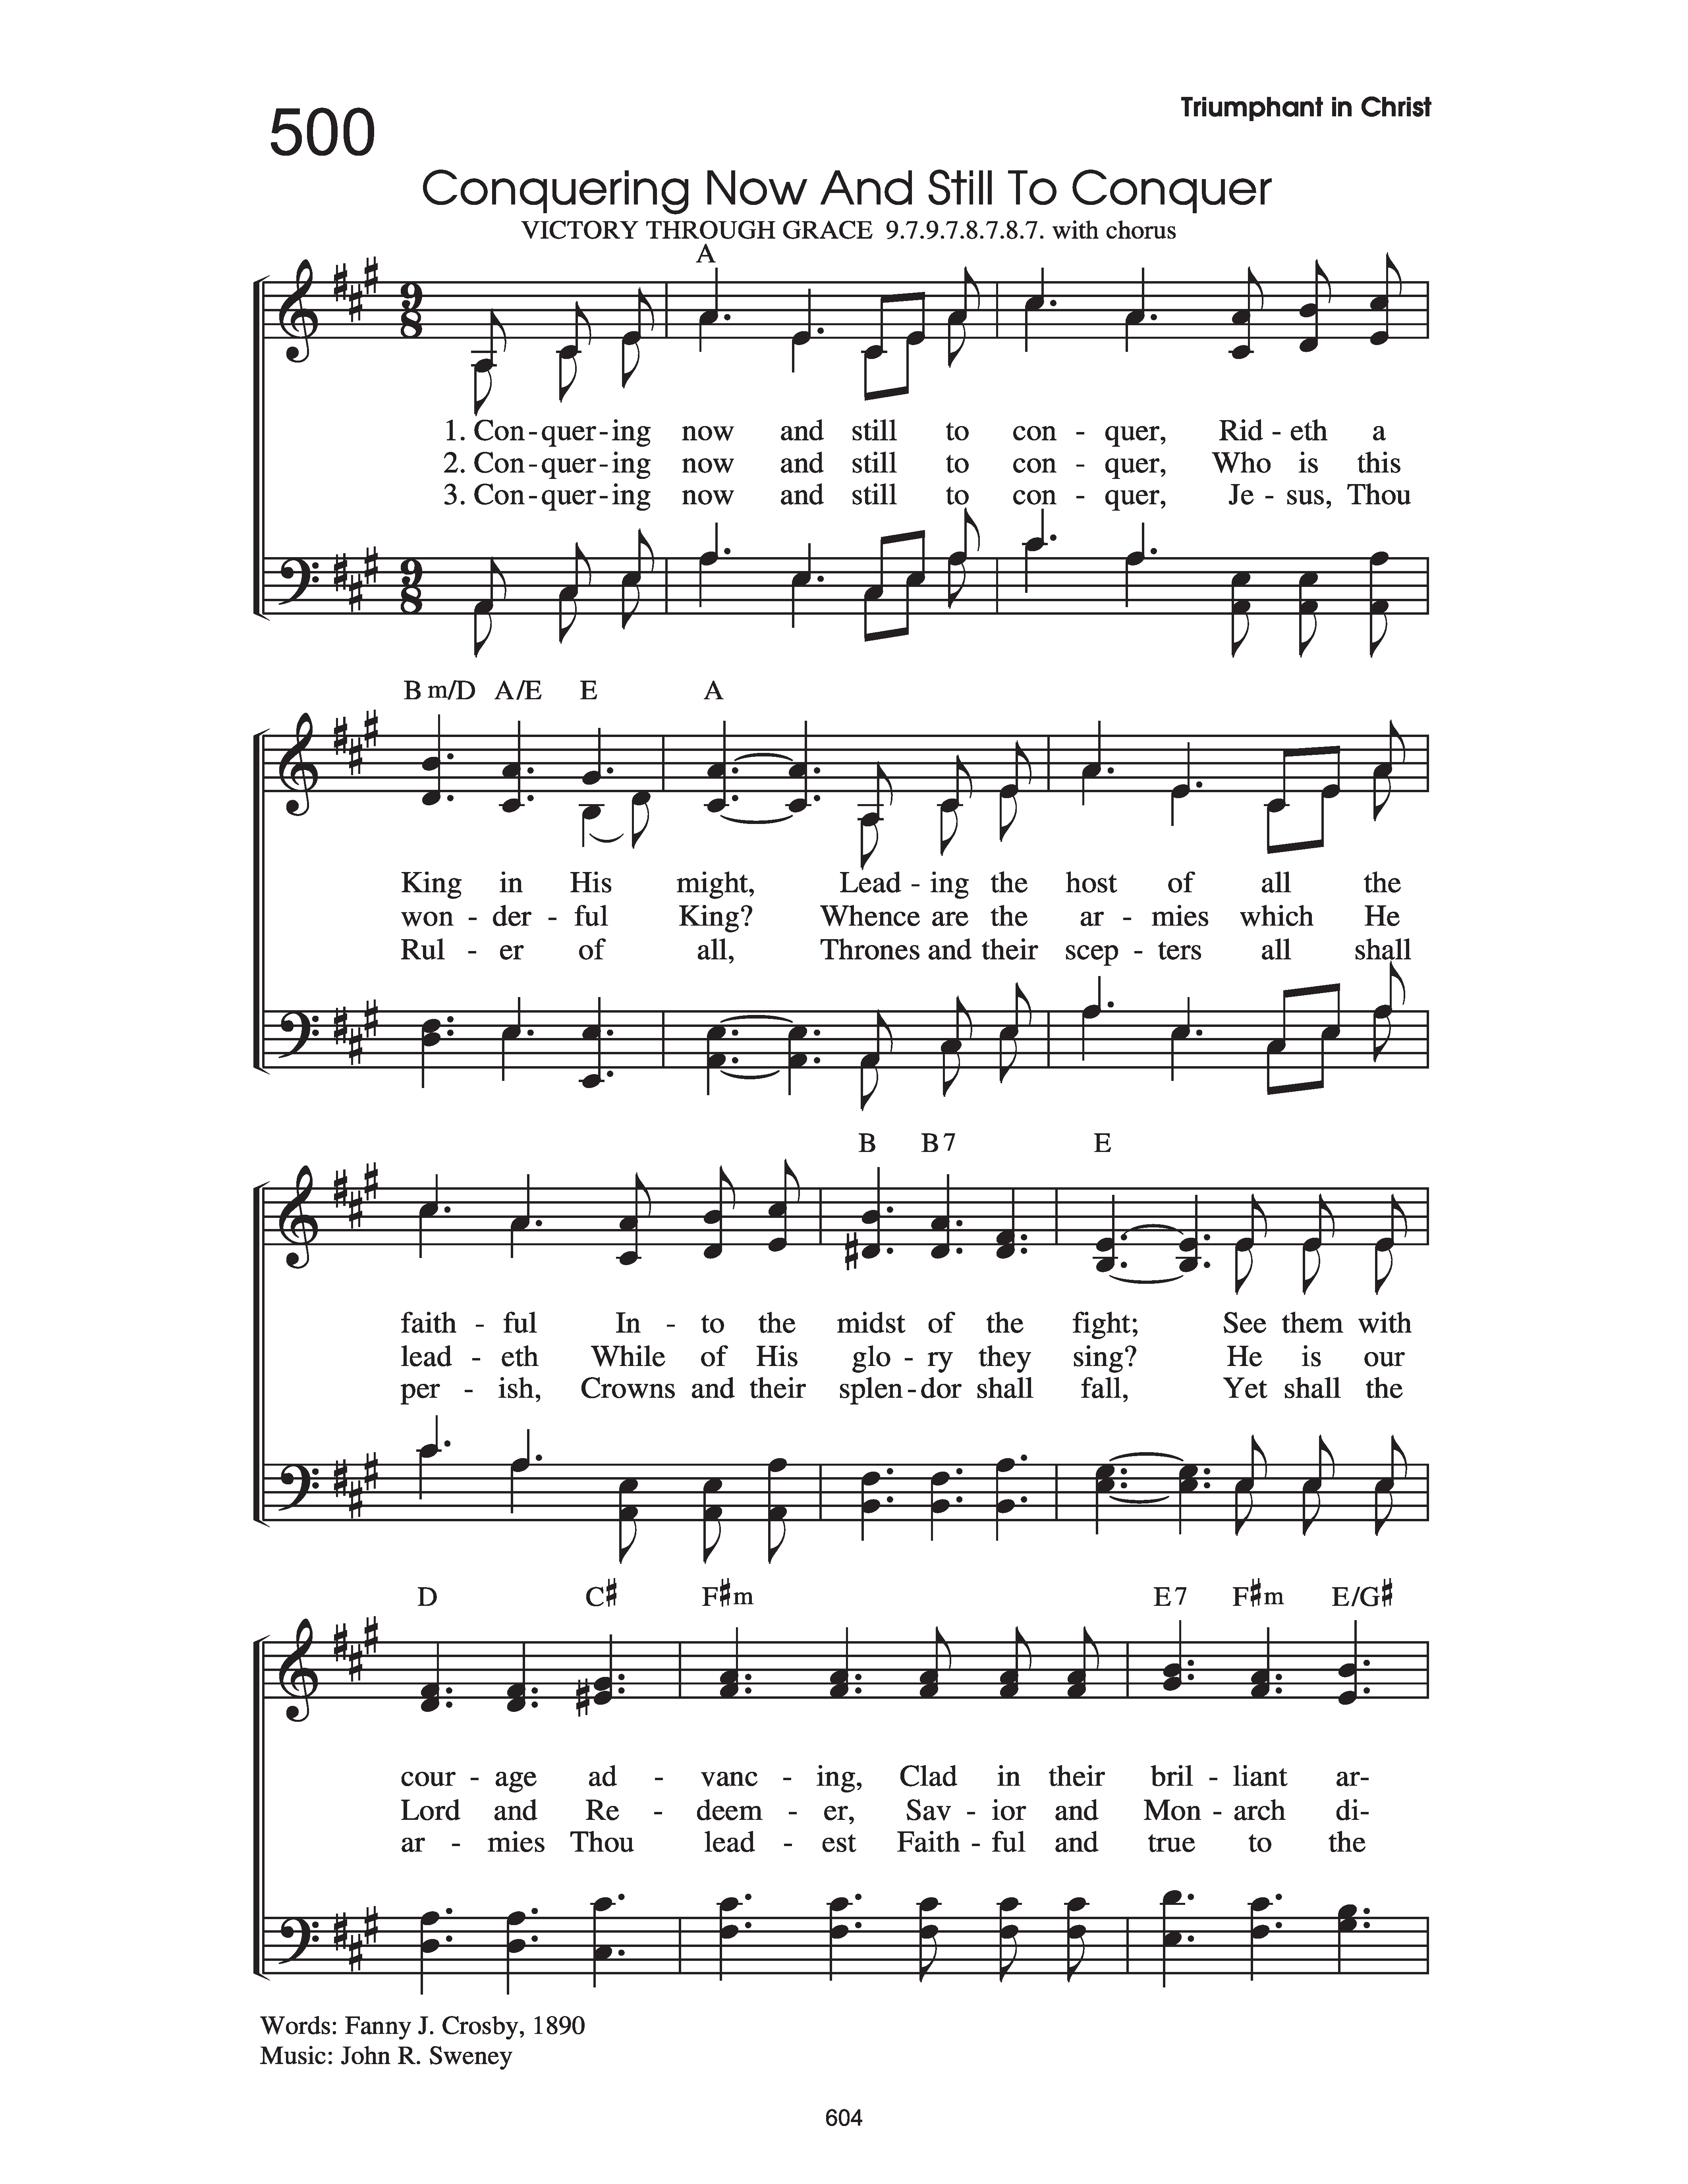 Triumphant in Christ
500
Conquering Now And Still To Conquer
VICTORY THROUGH GRACE 9.7.9.7.8.7.8.7. with chorus
A
9
8
1. Con-quer-ing now and still to con - quer, Rid - eth a
2. Con-quer-ing now and still to con - quer, Who is this
3. Con-quer-ing now and still to con - quer, Je - sus, Thou
9
8
Bm/D A/E E A
King in His might, Lead - ing the host of all the
won - der - ful King? Whence are the ar - mies which He
Rul - er of all, Thrones and their scep - ters all shall
B B7 E
faith - ful In - to the midst of the fight; See them with
lead - eth While of His glo - ry they sing? He is our
per - ish, Crowns and their splen-dor shall fall, Yet shall the
D C♯ F♯m E7 F♯m E/G♯
cour - age ad - vanc - ing, Clad in their bril - liant ar-
Lord and Re - deem - er, Sav - ior and Mon - arch di-
ar - mies Thou lead - est Faith - ful and true to the
Words: Fanny J. Crosby, 1890
Music: John R. Sweney
604